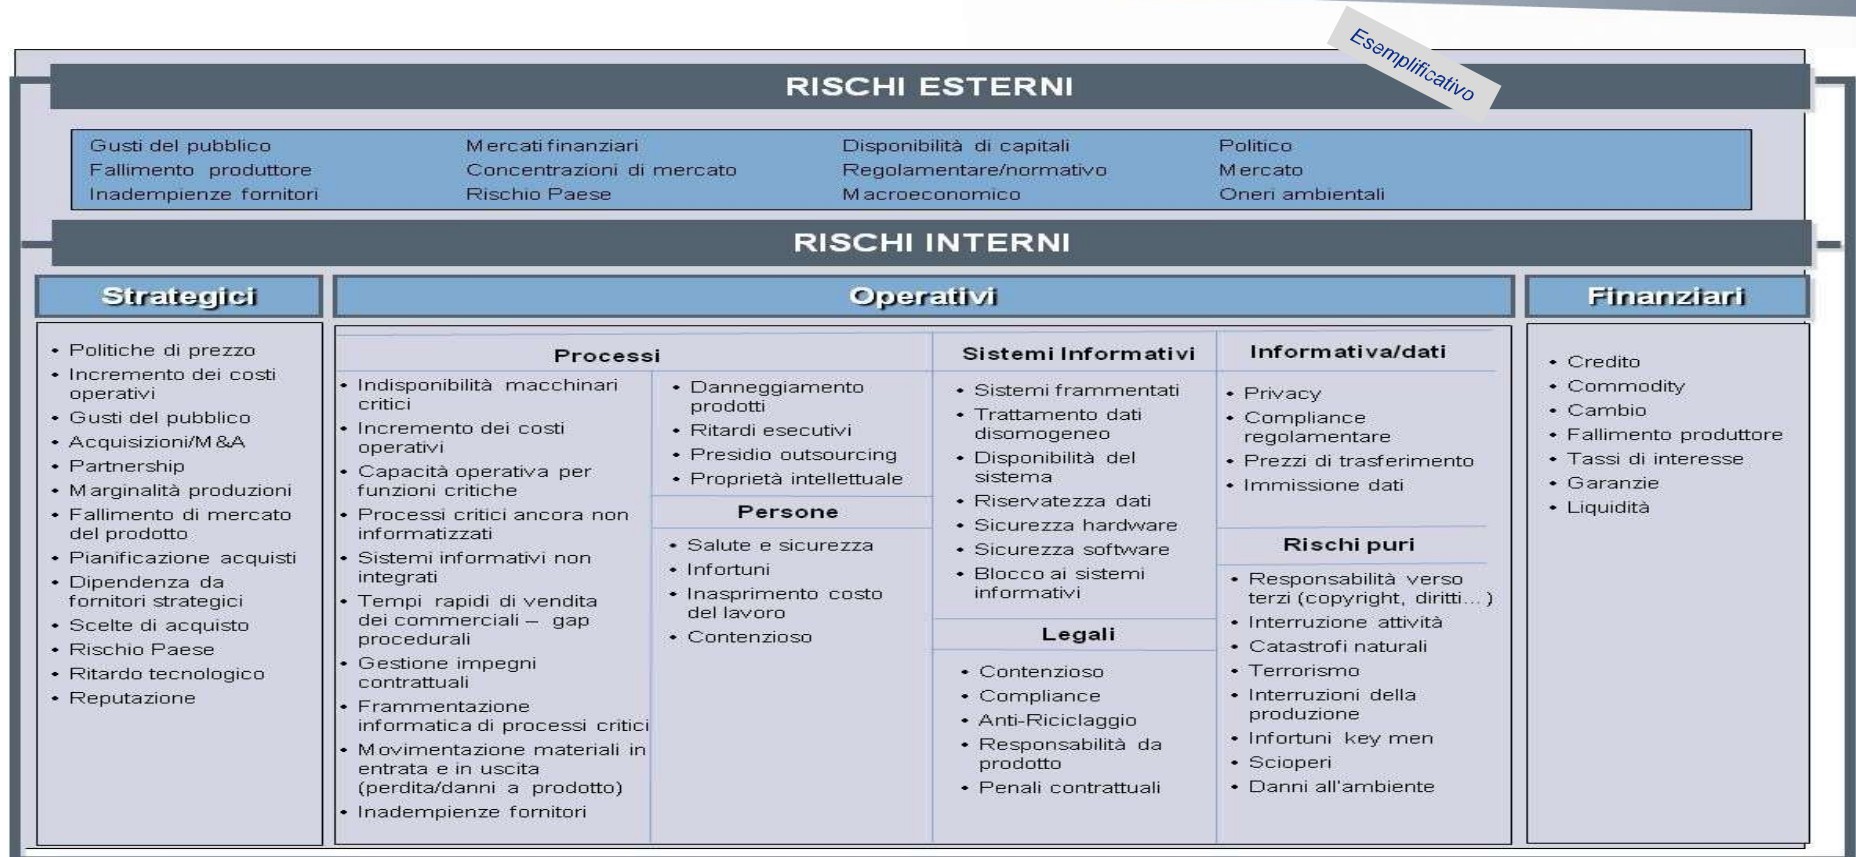 Esemplificativo
RISCHI ESTERNI
Gusti del pubblico
Fallimento produttore
Inadempienze fornitori
Mercati finanziari
Concentrazioni di mercato
Rischio Paese
Disponibilità di capitali
Regolamentare/normativo
Macroeconomico
Politico
Mercato
Oneri ambientali
RISCHI INTERNI
Strategici
• Politiche di prezzo
• Incremento dei costi
operativi
• Gusti del pubblico
• Acquisizioni/M&A
• Partnership
• Marginalità produzioni
• Fallimento di mercato
del prodotto
• Pianificazione acquisti
• Dipendenza da
fornitori strategici
• Scelte di acquisto
• Rischio Paese
• Ritardo tecnologico
• Reputazione
Operativi
Processi
• Indisponibilità macchinari
critici
• Incremento dei costi
operativi
• Capacità operativa per
funzioni critiche
• Processi critici ancora non
informatizzati
• Sistemi informativi non
integrati
• Tempi rapidi di vendita
dei commerciali – gap
procedurali
• Gestione impegni
contrattuali
• Frammentazione
informatica di processi critici
• Movimentazione materiali in
entrata e in uscita
(perdita/danni a prodotto)
• Inadempienze fornitori
• Danneggiamento
prodotti
• Ritardi esecutivi
• Presidio outsourcing
• Proprietà intellettuale
Persone
• Salute e sicurezza
• Infortuni
• Inasprimento costo
del lavoro
• Contenzioso
Sistemi Informativi
• Sistemi frammentati
• Trattamento dati
disomogeneo
• Disponibilità del
sistema
• Riservatezza dati
• Sicurezza hardware
• Sicurezza software
• Blocco ai sistemi
informativi
Legali
• Contenzioso
• Compliance
• Anti-Riciclaggio
• Responsabilità da
prodotto
• Penali contrattuali
Informativa/dati
• Privacy
• Compliance
regolamentare
• Prezzi di trasferimento
• Immissione dati
Rischi puri
• Responsabilità verso
terzi (copyright, diritti...)
• Interruzione attività
• Catastrofi naturali
• Terrorismo
• Interruzioni della
produzione
• Infortuni key men
• Scioperi
• Danni all'ambiente
Finanziari
• Credito
• Commodity
• Cambio
• Fallimento produttore
• Tassi di interesse
• Garanzie
• Liquidità